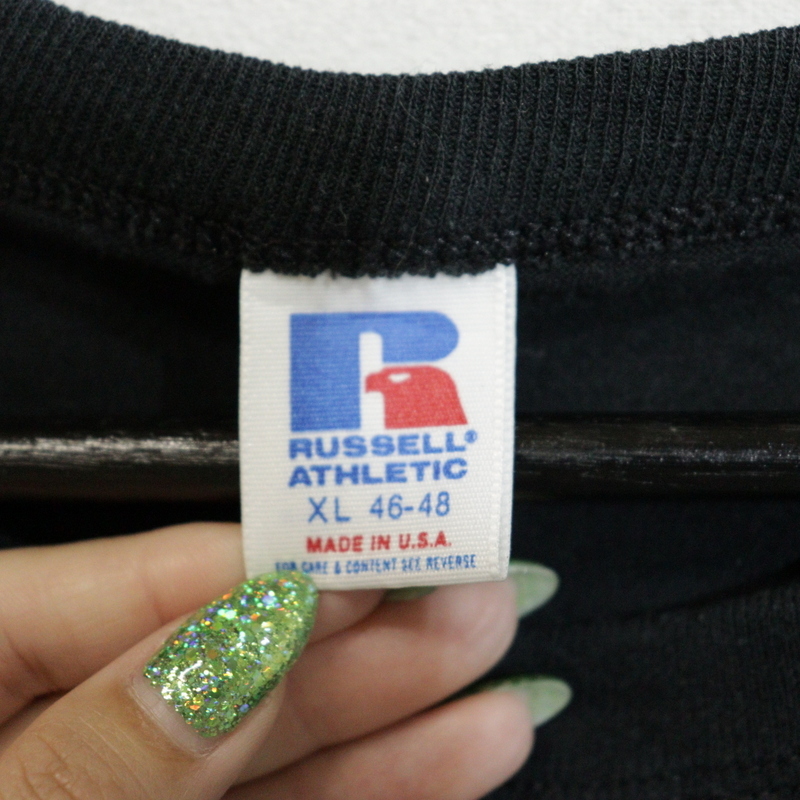 R
RUSSELL®
ATHLETIC
XL 46-48
MADE IN U.S.A.
FOR CARE & CONTENT SEE REVERSE